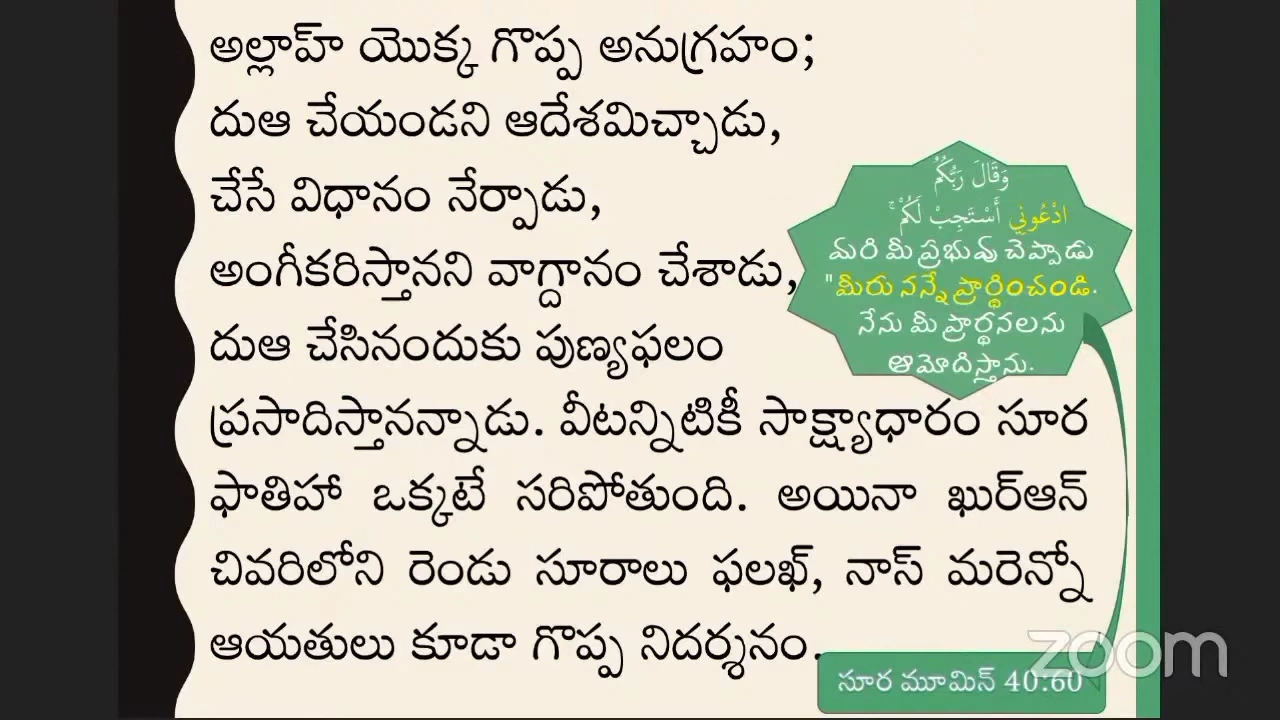 అల్లాహ్ యొక్క గొప్ప అనుగ్రహం;
దుఆ చేయండని ఆదేశమిచ్చాడు,
చేసే విధానం నేర్పాడు,
అంగీకరిస్తానని వాగ్దానం చేశాడు,
దుఆ చేసినందుకు పుణ్యఫలం
ప్రసాదిస్తానన్నాడు. వీటన్నిటికీ సాక్ష్యాధారం సూర
ఫాతిహా ఒక్కటే సరిపోతుంది. అయినా ఖుర్ఆన్
చివరిలోని రెండు సూరాలు ఫలఖ్, నాస్ మరెన్నో
ఆయతులు కూడా గొప్ప నిదర్శనం.
وَقَالَ رَبُّكُمُ
ادْعُونِي أَسْتَجِبْ لَكُمْ ۚ
మరి మీ ప్రభువు చెప్పాడు
"మీరు నన్నే ప్రార్థించండి.
నేను మీ ప్రార్థనలను
ఆమోదిస్తాను.
సూర మూమిన్ 40:60
zoom